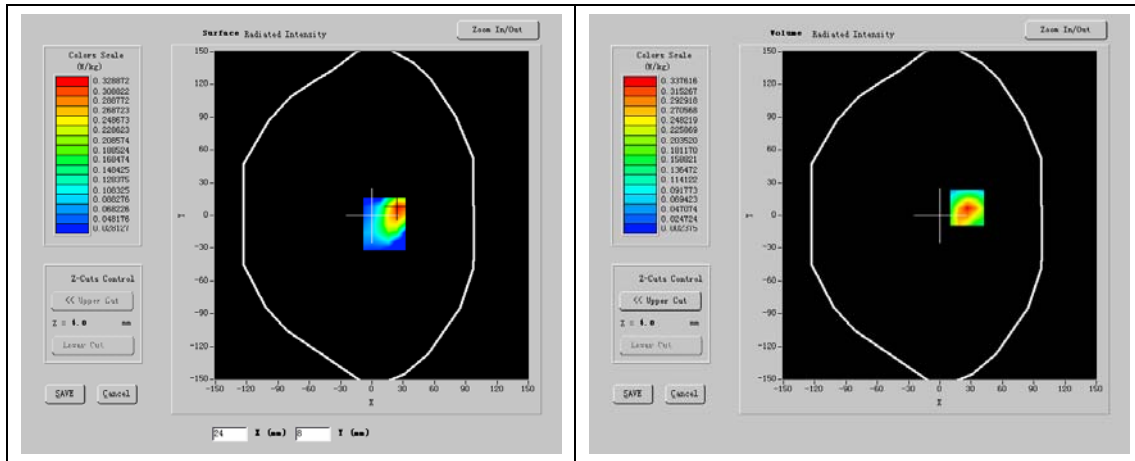 Surface Radiated Intensity
Zoom In/Out
Colors Scale
(W/kg)
0.328872
0.308822
0.288772
0.268723
0.248673
0.228623
0.208574
0.188524
0.168474
0.148425
0.128375
0.108325
0.088276
0.068226
0.048176
0.028127
Z-Cuts Control
<< Upper Cut
Z = 4.0 mm
Lower Cut
SAVE
Cancel
150
120
90
60
30
0
-30
-60
-90
-120
-150
Y
-150 -120 -90 -60 -30 0 30 60 90 120 150
X
24 X (mm) 8 Y (mm)
Volume Radiated Intensity
Zoom In/Out
Colors Scale
(W/kg)
0.337616
0.315267
0.292918
0.270568
0.248219
0.225869
0.203520
0.181170
0.158821
0.136472
0.114122
0.091773
0.069423
0.047074
0.024724
0.002375
Z-Cuts Control
<< Upper Cut
Z = 4.0 mm
Lower Cut
SAVE
Cancel
150
120
90
60
30
0
-30
-60
-90
-120
-150
Y
-150 -120 -90 -60 -30 0 30 60 90 120 150
X